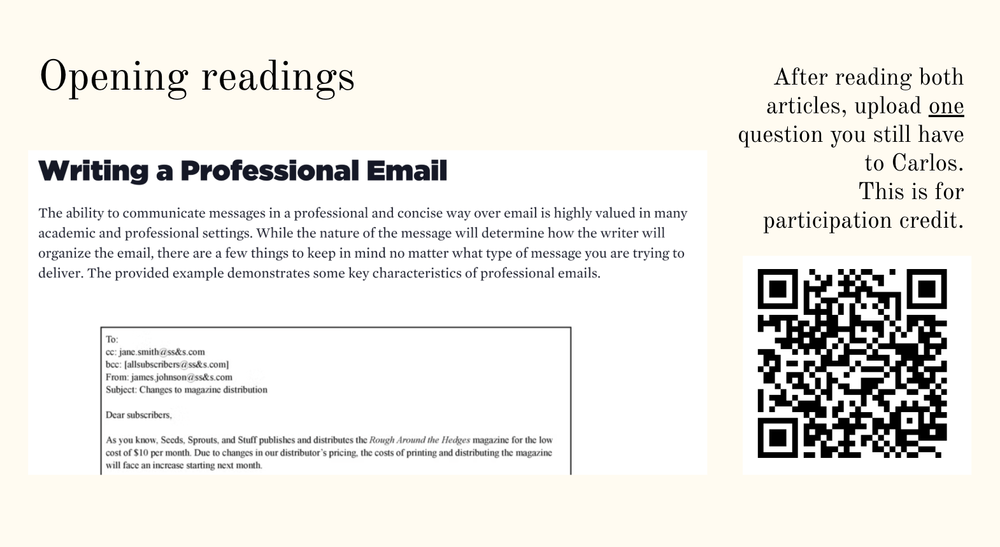 Opening readings
Writing a Professional Email
The ability to communicate messages in a professional and concise way over email is highly valued in many
academic and professional settings. While the nature of the message will determine how the writer will
organize the email, there are a few things to keep in mind no matter what type of message you are trying to
deliver. The provided example demonstrates some key characteristics of professional emails.
To:
cc: jane.smith@ss&s.com
bcc: [allsubscribers@ss&s.com]
From: james.johnson@ss&s.com
Subject: Changes to magazine distribution
Dear subscribers,
As you know, Seeds, Sprouts, and Stuff publishes and distributes the Rough Around the Hedges magazine for the low
cost of $10 per month. Due to changes in our distributor's pricing, the costs of printing and distributing the magazine
will face an increase starting next month.
After reading both
articles, upload one
question you still have
to Carlos.
This is for
participation credit.